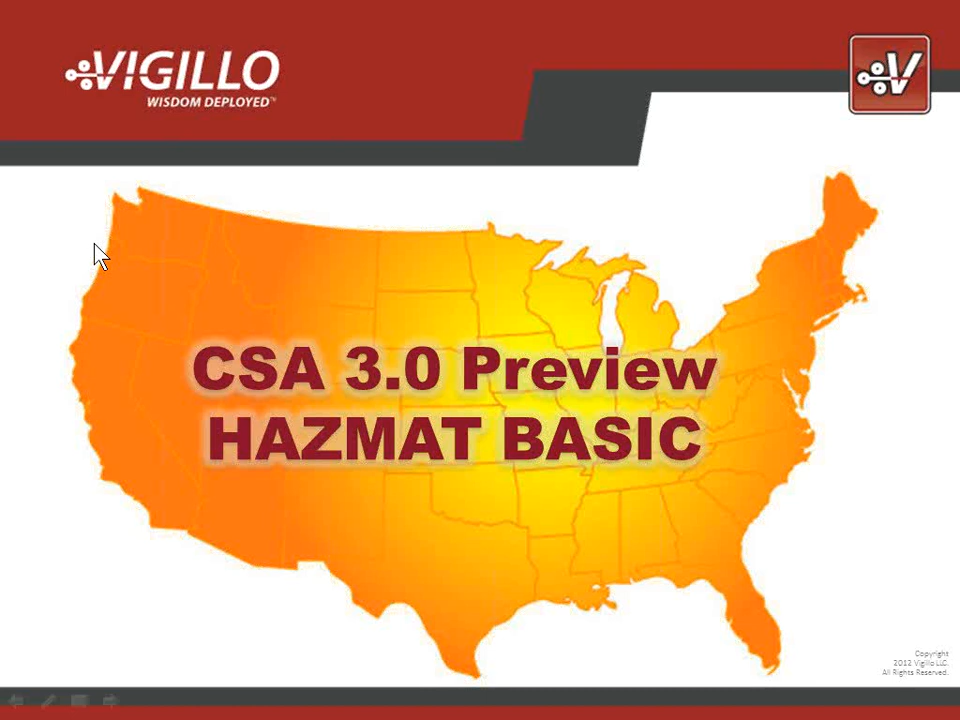 VIGILLO
WISDOM DEPLOYED™
CSA 3.0 Preview
HAZMAT BASIC
Copyright
2012 Vigillo LLC.
All Rights Reserved.